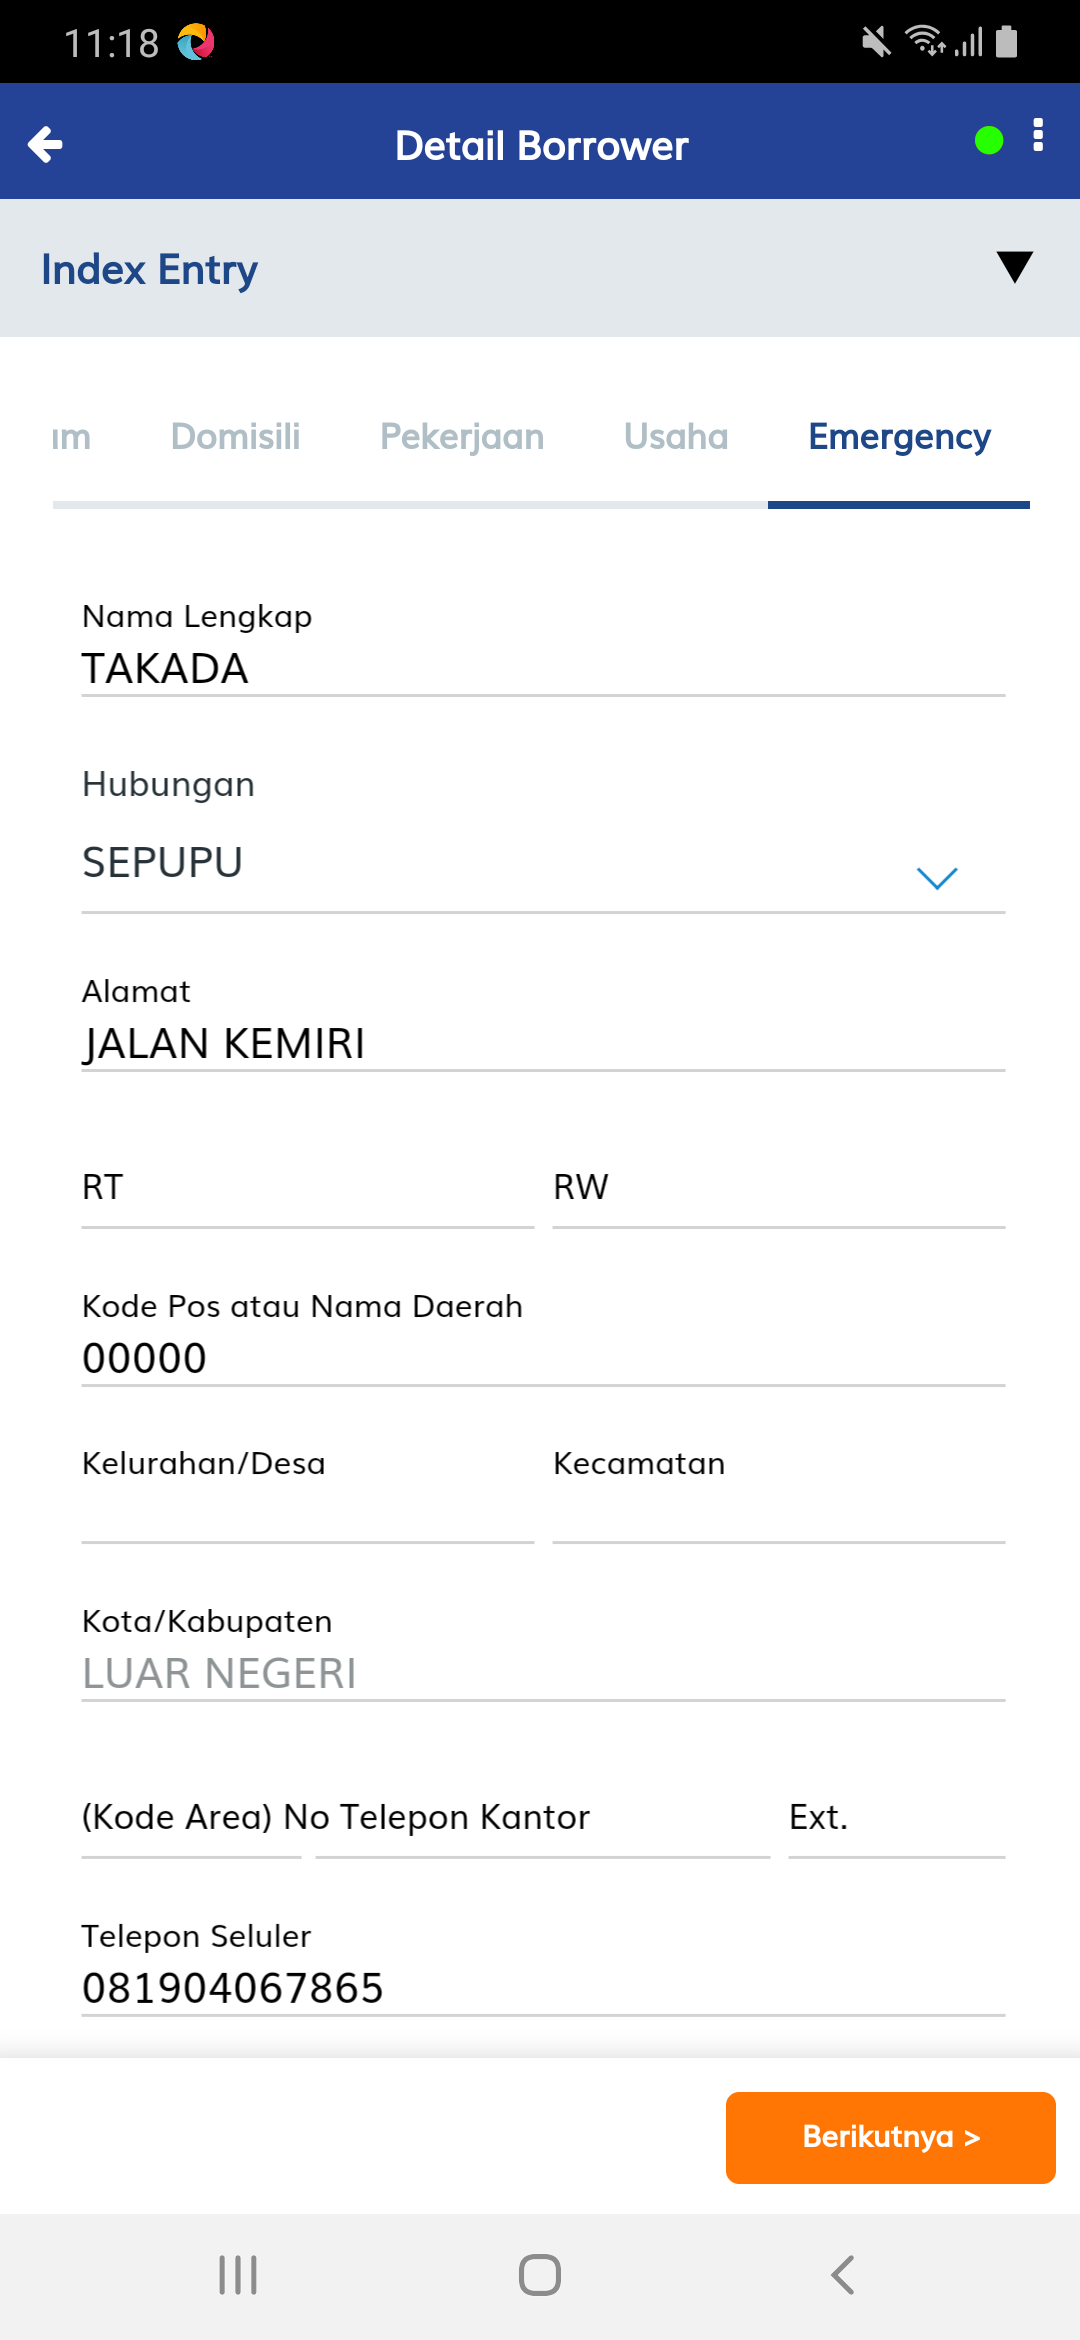 11:18
Detail Borrower
Index Entry
Domisili Pekerjaan Usaha Emergency
Nama Lengkap
TAKADA
Hubungan
SEPUPU
Alamat
JALAN KEMIRI
RT RW
Kode Pos atau Nama Daerah
00000
Kelurahan/Desa Kecamatan
Kota/Kabupaten
LUAR NEGERI
(Kode Area) No Telepon Kantor Ext.
Telepon Seluler
081904067865
Berikutnya >